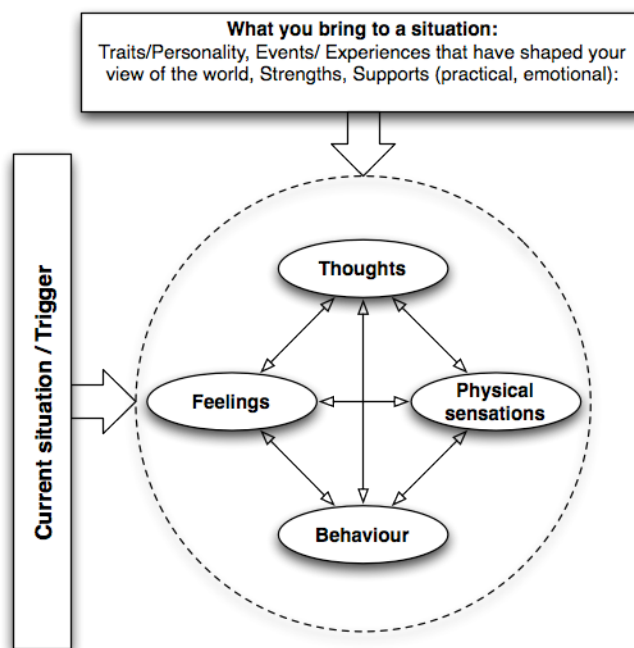 What you bring to a situation:
Traits/Personality, Events/ Experiences that have shaped your
view of the world, Strengths, Supports (practical, emotional):
Current situation / Trigger
Thoughts
Feelings
Physical
sensations
Behaviour